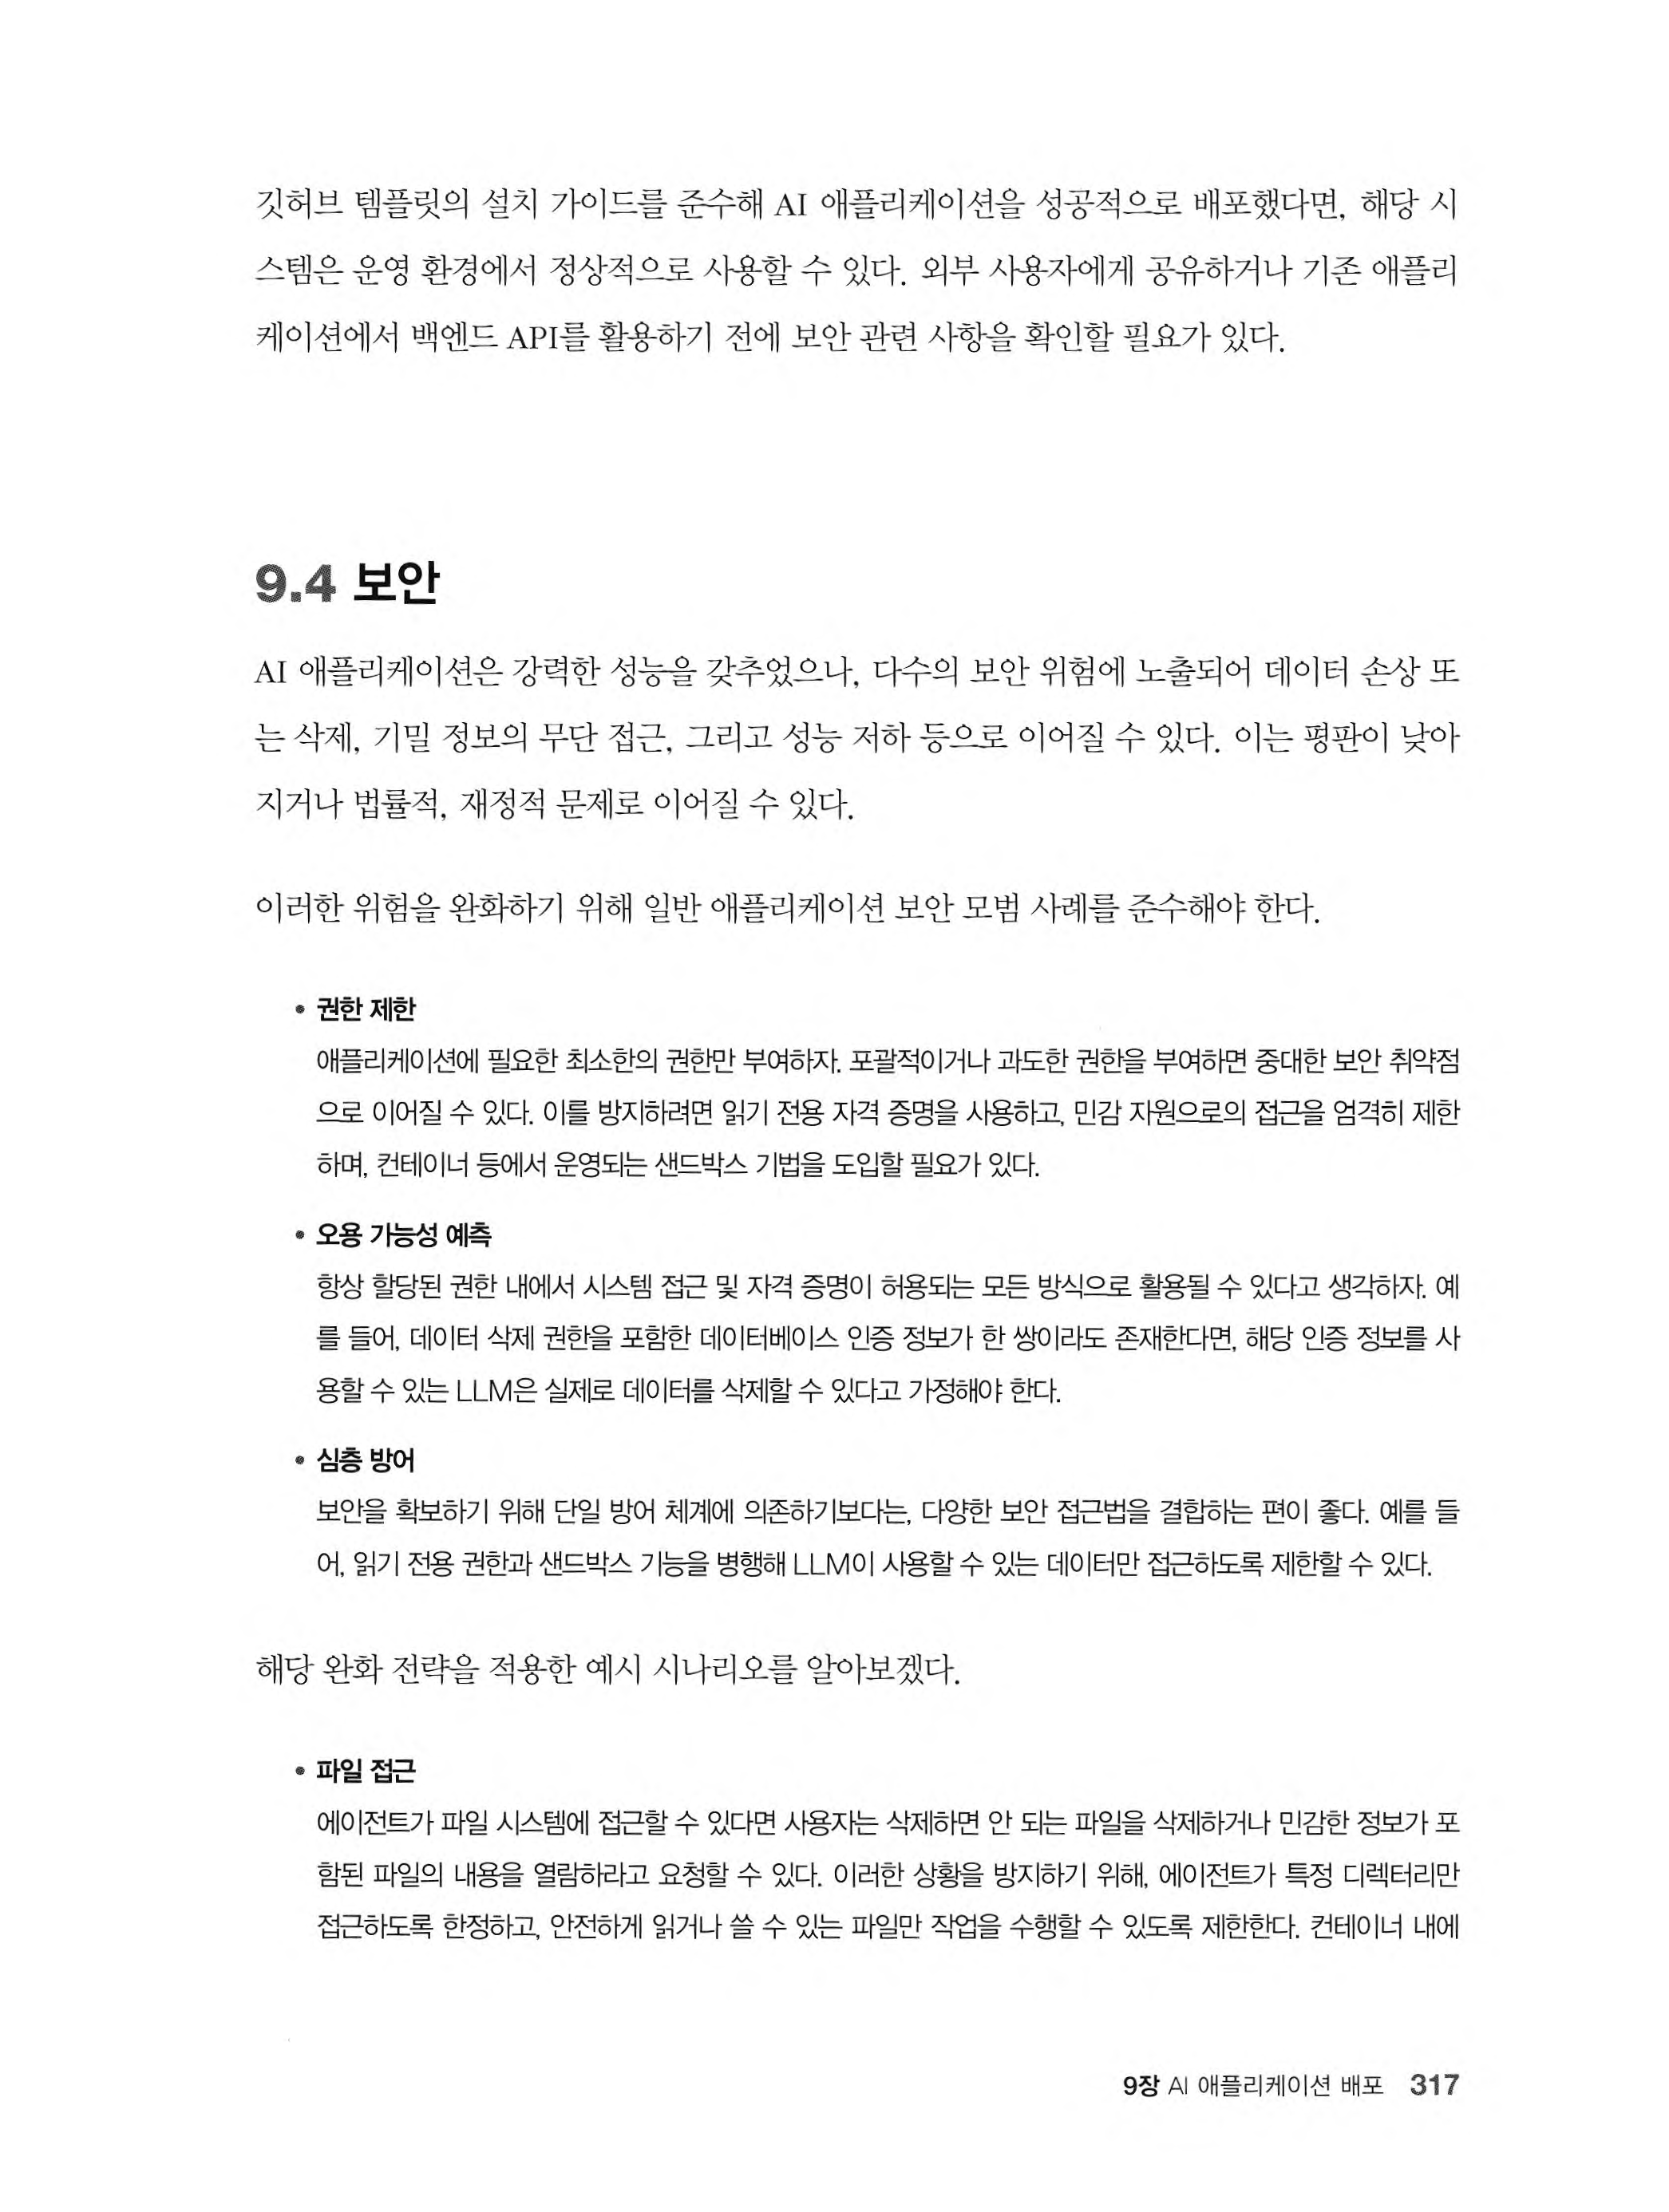 깃허브 템플릿의 설치 가이드를 준수해 AI 애플리케이션을 성공적으로 배포했다면, 해당 시
스템은 운영 환경에서 정상적으로 사용할 수 있다. 외부 사용자에게 공유하거나 기존 애플리
케이션에서 백엔드 API를 활용하기 전에 보안 관련 사항을 확인할 필요가 있다.
9.4 보안
AI 애플리케이션은 강력한 성능을 갖추었으나, 다수의 보안 위험에 노출되어 데이터 손상 또
는 삭제, 기밀 정보의 무단 접근, 그리고 성능 저하 등으로 이어질 수 있다. 이는 평판이 낮아
지거나 법률적, 재정적 문제로 이어질 수 있다.
이러한 위험을 완화하기 위해 일반 애플리케이션 보안 모범 사례를 준수해야 한다.
• 권한 제한
애플리케이션에 필요한 최소한의 권한만 부여하자. 포괄적이거나 과도한 권한을 부여하면 중대한 보안 취약점
으로 이어질 수 있다. 이를 방지하려면 읽기 전용 자격 증명을 사용하고, 민감 자원으로의 접근을 엄격히 제한
하며, 컨테이너 등에서 운영되는 샌드박스 기법을 도입할 필요가 있다.
• 오용 가능성 예측
항상 할당된 권한 내에서 시스템 접근 및 자격 증명이 허용되는 모든 방식으로 활용될 수 있다고 생각하자. 예
를 들어, 데이터 삭제 권한을 포함한 데이터베이스 인증 정보가 한 쌍이라도 존재한다면, 해당 인증 정보를 사
용할 수 있는 LLM은 실제로 데이터를 삭제할 수 있다고 가정해야 한다.
• 심층 방어
보안을 확보하기 위해 단일 방어 체계에 의존하기보다는, 다양한 보안 접근법을 결합하는 편이 좋다. 예를 들
어, 읽기 전용 권한과 샌드박스 기능을 병행해 LLM이 사용할 수 있는 데이터만 접근하도록 제한할 수 있다.
해당 완화 전략을 적용한 예시 시나리오를 알아보겠다.
• 파일 접근
에이전트가 파일 시스템에 접근할 수 있다면 사용자는 삭제하면 안 되는 파일을 삭제하거나 민감한 정보가 포
함된 파일의 내용을 열람하라고 요청할 수 있다. 이러한 상황을 방지하기 위해, 에이전트가 특정 디렉터리만
접근하도록 한정하고, 안전하게 읽거나 쓸 수 있는 파일만 작업을 수행할 수 있도록 제한한다. 컨테이너 내에
9장 AI 애플리케이션 배포 317